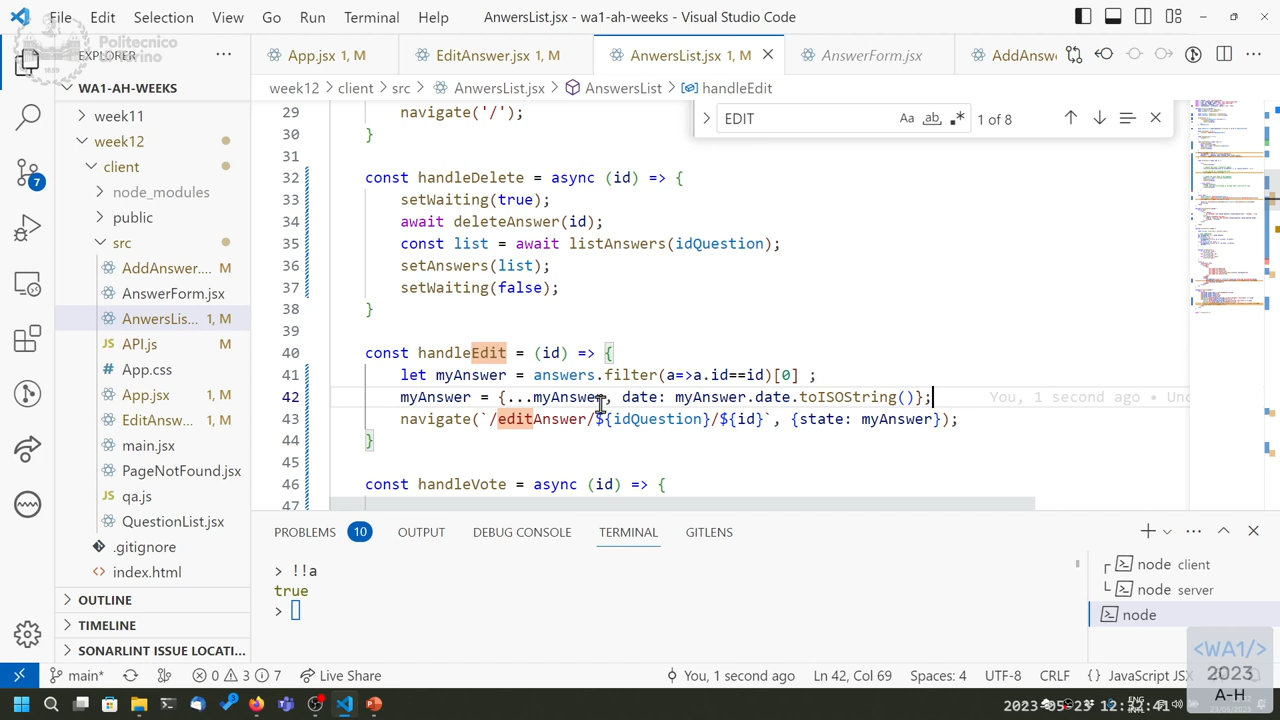 File Edit Selection View Go Run Terminal Help AnwersList.jsx - wa1-ah-weeks - Visual Studio Code
Politecnico
di Torino
1859
EXPLORER
App.jsx 1, M
EditAnswer.jsx 1, M
AnwersList.jsx 1, M
AnswerForm.jsx
AddAnswe
WA1-AH-WEEKS
week12 > client > src > AnwersList.jsx > AnwersList > handleEdit
EDIT
1 of 8
week11
week12
client
node_modules
public
src
AddAnswer.... M
AnswerForm.jsx
AnwersLis... 1, M
API.js M
App.css
App.jsx 1, M
EditAnsw... 1, M
main.jsx
PageNotFound.jsx
qa.js
QuestionList.jsx
.gitignore
index.html
OUTLINE
TIMELINE
SONARLINT ISSUE LOCATI...
29 navigate('/');
30 }
31
32 const handleDelete = async (id) => {
33 setWaiting(true);
34 await deleteAnswer(id);
35 const list = await listAnswers(idQuestion);
36 setAnswers(list);
37 setWaiting(false)
38 }
39
40 const handleEdit = (id) => {
41 let myAnswer = answers.filter(a=>a.id==id)[0] ;
42 myAnswer = {...myAnswer, date: myAnswer.date.toISOString()}; You, 1 second ago • Un
43 navigate(`/editAnswer/${idQuestion}/${id}`, {state: myAnswer});
44 }
45
46 const handleVote = async (id) => {
47
PROBLEMS 10 OUTPUT DEBUG CONSOLE TERMINAL GITLENS
> !!a
true
>
node client
node server
node
7
main* 0 3 7 Live Share You, 1 second ago Ln 42, Col 69 Spaces: 4 UTF-8 CRLF { } JavaScript JSX
<WA1/>
2023
A-H